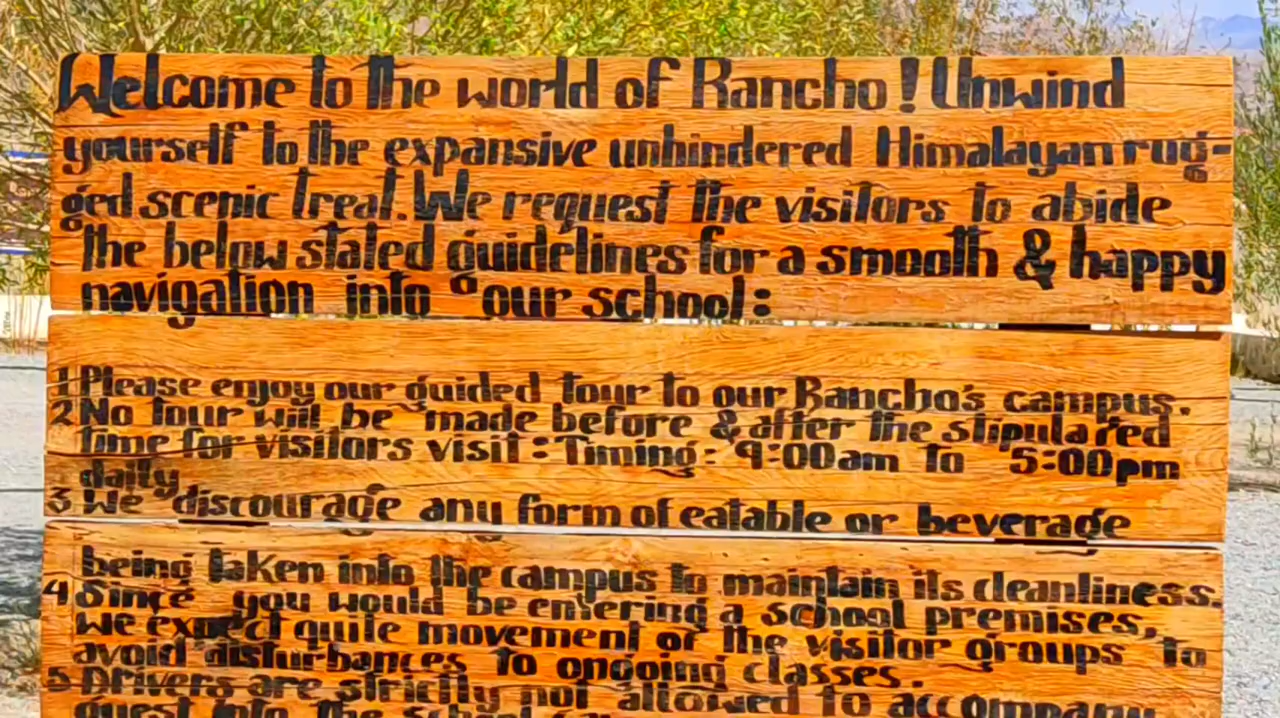 Welcome to the world of Rancho! Unwind
yourself to the expansive unhindered Himalayan rug-
ged scenic treat. We request the visitors to abide
the below stated guidelines for a smooth & happy
navigation into our school:
1 Please enjoy our guided tour to our Rancho's campus.
2 No tour will be made before & after the stipulated
time for visitors visit: Timing: 9:00am to 5:00pm
daily
3 We discourage any form of eatable or beverage
being taken into the campus to maintain its cleanliness.
4 Since you would be entering a school premises,
we expect quite movement of the visitor groups to
avoid disturbances to ongoing classes.
5 Drivers are strictly not allowed to accompany
guest into the school